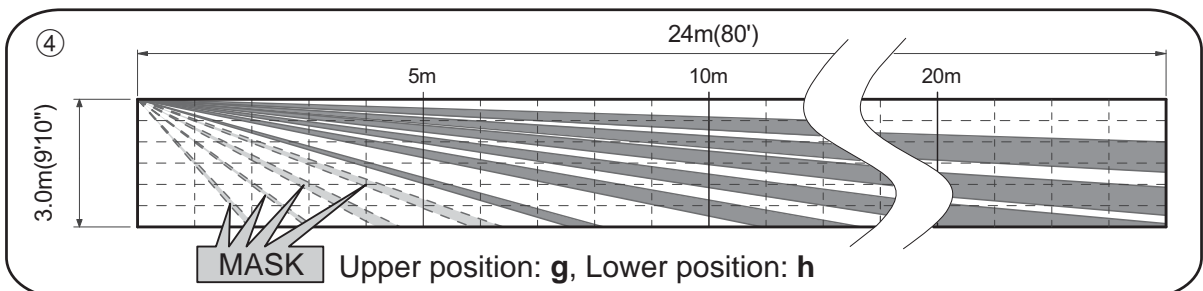 ④
24m(80')
5m 10m 20m
3.0m(9'10")
MASK Upper position: g, Lower position: h